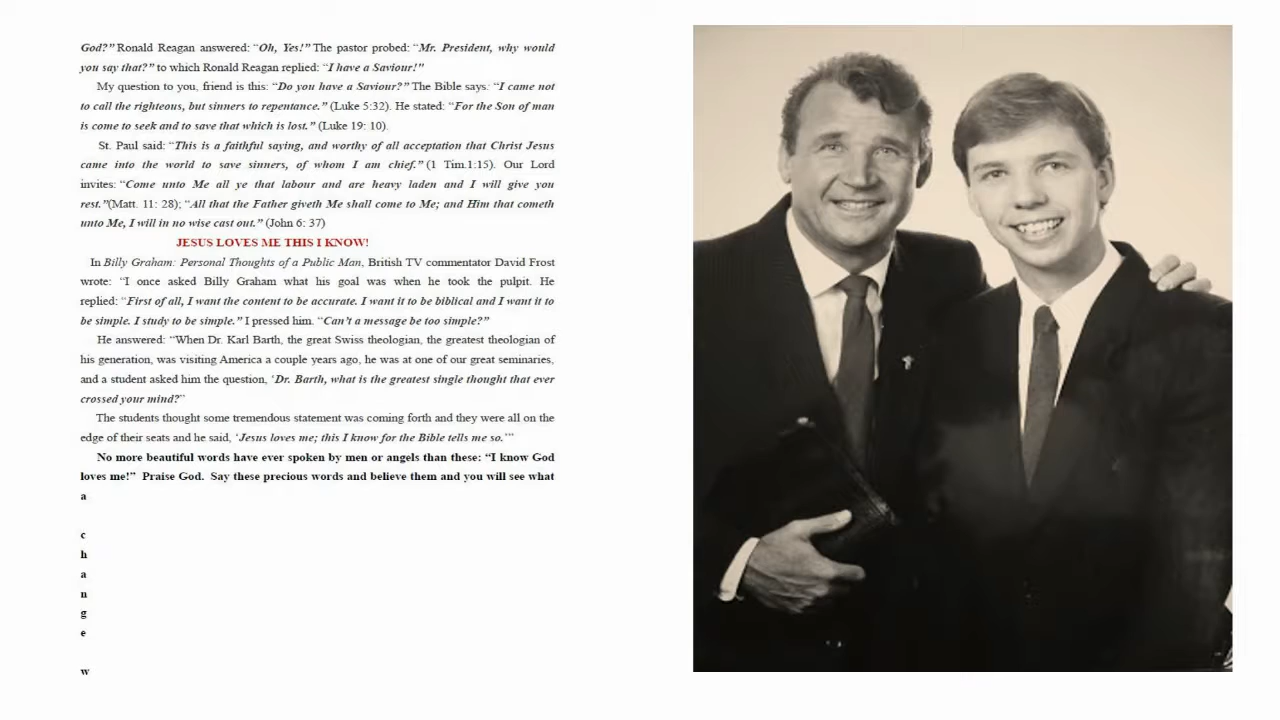 God?” Ronald Reagan answered: “Oh, Yes!” The pastor probed: “Mr. President, why would
you say that?” to which Ronald Reagan replied: “I have a Saviour!”
My question to you, friend is this: “Do you have a Saviour?” The Bible says: “I came not
to call the righteous, but sinners to repentance.” (Luke 5:32). He stated: “For the Son of man
is come to seek and to save that which is lost.” (Luke 19: 10).
St. Paul said: “This is a faithful saying, and worthy of all acceptation that Christ Jesus
came into the world to save sinners, of whom I am chief.” (1 Tim.1:15). Our Lord
invites: “Come unto Me all ye that labour and are heavy laden and I will give you
rest.”(Matt. 11: 28); “All that the Father giveth Me shall come to Me; and Him that cometh
unto Me, I will in no wise cast out.” (John 6: 37)
JESUS LOVES ME THIS I KNOW!
In Billy Graham: Personal Thoughts of a Public Man, British TV commentator David Frost
wrote: “I once asked Billy Graham what his goal was when he took the pulpit. He
replied: “First of all, I want the content to be accurate. I want it to be biblical and I want it to
be simple. I study to be simple.” I pressed him. “Can’t a message be too simple?”
He answered: “When Dr. Karl Barth, the great Swiss theologian, the greatest theologian of
his generation, was visiting America a couple years ago, he was at one of our great seminaries,
and a student asked him the question, ‘Dr. Barth, what is the greatest single thought that ever
crossed your mind?”
The students thought some tremendous statement was coming forth and they were all on the
edge of their seats and he said, ‘Jesus loves me; this I know for the Bible tells me so.’”
No more beautiful words have ever spoken by men or angels than these: “I know God
loves me!” Praise God. Say these precious words and believe them and you will see what
a
c
h
a
n
g
e
w